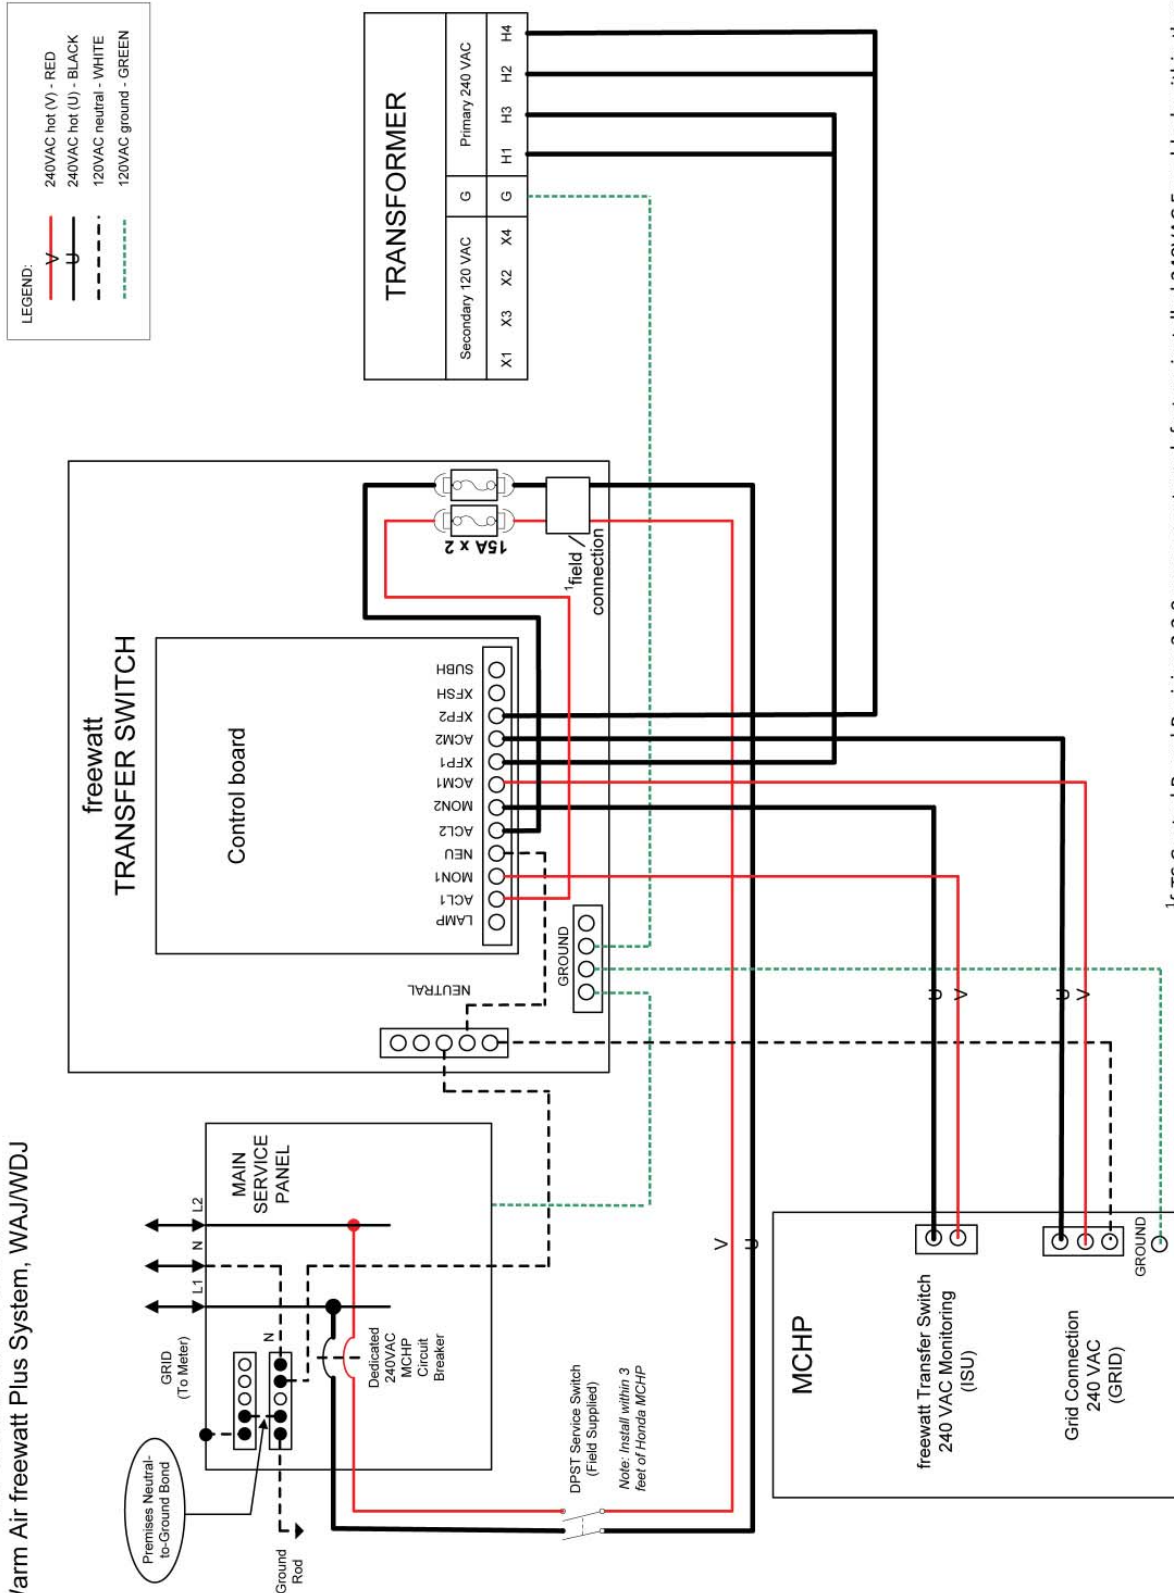 Warm Air freewatt Plus System, WAJ/WDJ
LEGEND:
V
240VAC hot (V) - RED
U
240VAC hot (U) - BLACK
120VAC neutral - WHITE
120VAC ground - GREEN
Premises Neutral-
to-Ground Bond
Ground
Rod
GRID
(To Meter)
L1
N
L2
N
MAIN
SERVICE
PANEL
Dedicated
240VAC
MCHP
Circuit
Breaker
DPST Service Switch
(Field Supplied)
Note: Install within 3
feet of Honda MCHP
V
U
freewatt
TRANSFER SWITCH
Control board
NEUTRAL
GROUND
LAMP
ACL1
MON1
NEU
ACL2
MON2
ACM1
XFP1
ACM2
XFP2
XFSH
SUBH
15A x 2
1field /
connection
TRANSFORMER
Secondary 120 VAC
G
Primary 240 VAC
X1
X3
X2
X4
G
H1
H3
H2
H4
MCHP
freewatt Transfer Switch
240 VAC Monitoring
(ISU)
Grid Connection
240 VAC
(GRID)
GROUND
U
V
U
V